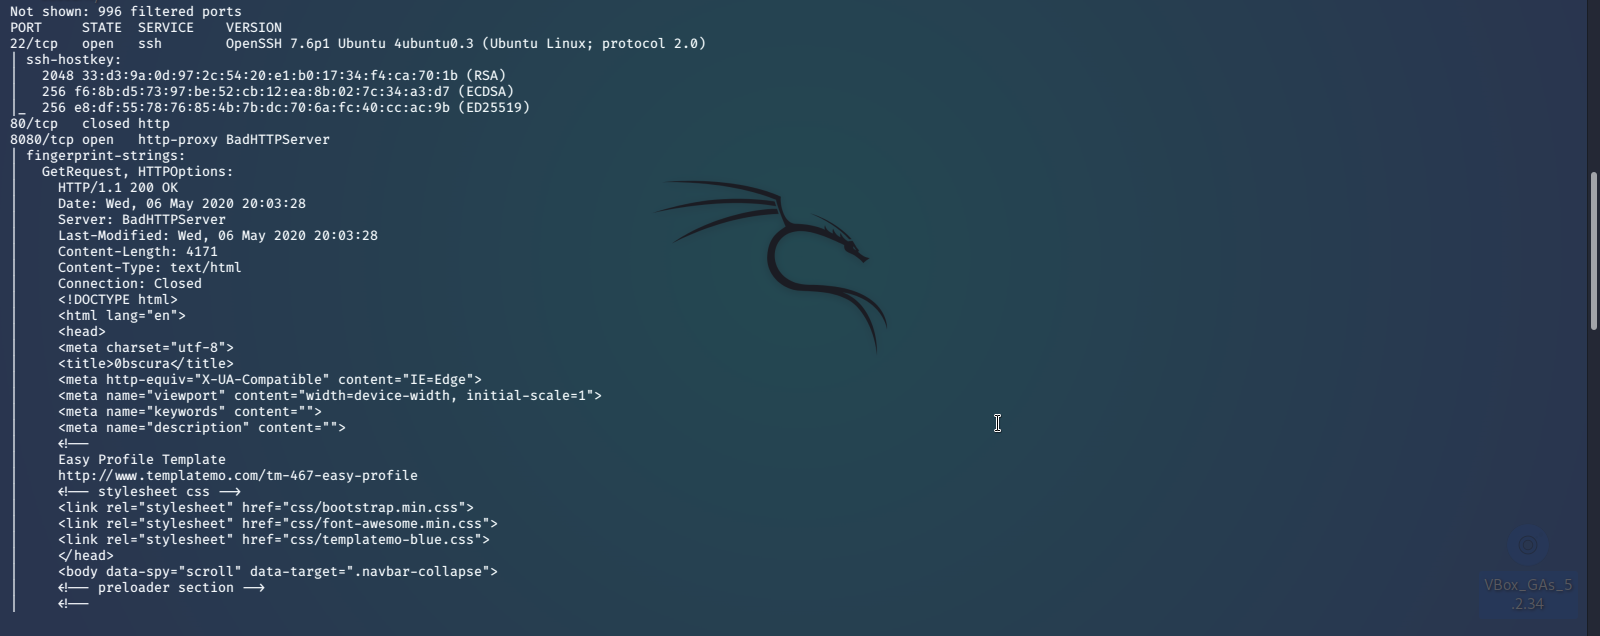 Not shown: 996 filtered ports
PORT     STATE  SERVICE    VERSION
22/tcp   open   ssh        OpenSSH 7.6p1 Ubuntu 4ubuntu0.3 (Ubuntu Linux; protocol 2.0)
| ssh-hostkey:
|   2048 33:d3:9a:0d:97:2c:54:20:e1:b0:17:34:f4:ca:70:1b (RSA)
|   256 f6:8b:d5:73:97:be:52:cb:12:ea:8b:02:7c:34:a3:d7 (ECDSA)
|_  256 e8:df:55:78:76:85:4b:7b:dc:70:6a:fc:40:cc:ac:9b (ED25519)
80/tcp   closed http
8080/tcp open   http-proxy BadHTTPServer
| fingerprint-strings:
|   GetRequest, HTTPOptions:
|     HTTP/1.1 200 OK
|     Date: Wed, 06 May 2020 20:03:28
|     Server: BadHTTPServer
|     Last-Modified: Wed, 06 May 2020 20:03:28
|     Content-Length: 4171
|     Content-Type: text/html
|     Connection: Closed
|     <!DOCTYPE html>
|     <html lang="en">
|     <head>
|     <meta charset="utf-8">
|     <title>0bscura</title>
|     <meta http-equiv="X-UA-Compatible" content="IE=Edge">
|     <meta name="viewport" content="width=device-width, initial-scale=1">
|     <meta name="keywords" content="">
|     <meta name="description" content="">
|     <!--
|     Easy Profile Template
|     http://www.templatemo.com/tm-467-easy-profile
|     <!-- stylesheet css -->
|     <link rel="stylesheet" href="css/bootstrap.min.css">
|     <link rel="stylesheet" href="css/font-awesome.min.css">
|     <link rel="stylesheet" href="css/templatemo-blue.css">
|     </head>
|     <body data-spy="scroll" data-target=".navbar-collapse">
|     <!-- preloader section -->
|     <!--
VBox_GAs_5
.2.34